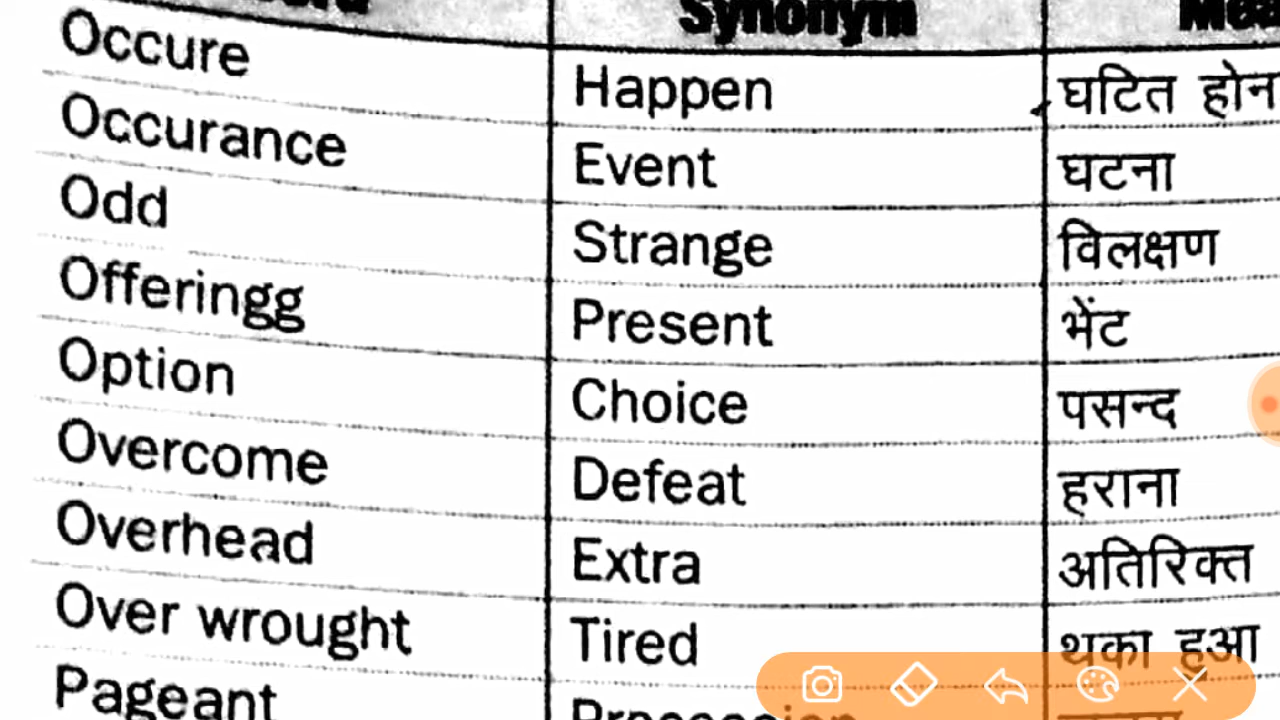 Synonym
Occure Happen घटित होन
Occurance Event घटना
Odd Strange विलक्षण
Offeringg Present भेंट
Option Choice पसन्द
Overcome Defeat हराना
Overhead Extra अतिरिक्त
Over wrought Tired थका हुआ
Pageant